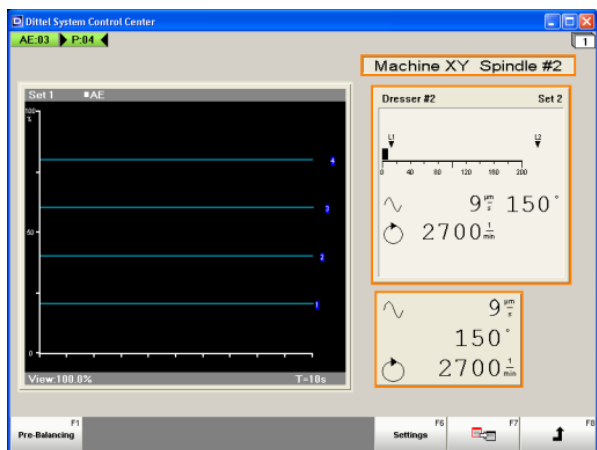 Dittel System Control Center
AE:03 P:04
1
Machine XY Spindle #2
Set 1 ■AE
100
%
4
3
50
2
1
0
View:100.0% T=10s
Dresser #2 Set 2
L1 L2
0 40 80 120 160 200
9 µm/s 150°
2700 1/min
9 µm/s
150°
2700 1/min
F1 F6 F7 F8
Pre-Balancing Settings